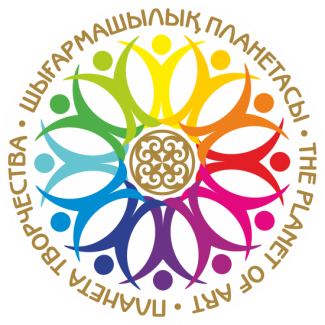 ШЫҒАРМАШЫЛЫҚ ПЛАНЕТАСЫ
THE PLANET OF ART
ПЛАНЕТА ТВОРЧЕСТВА